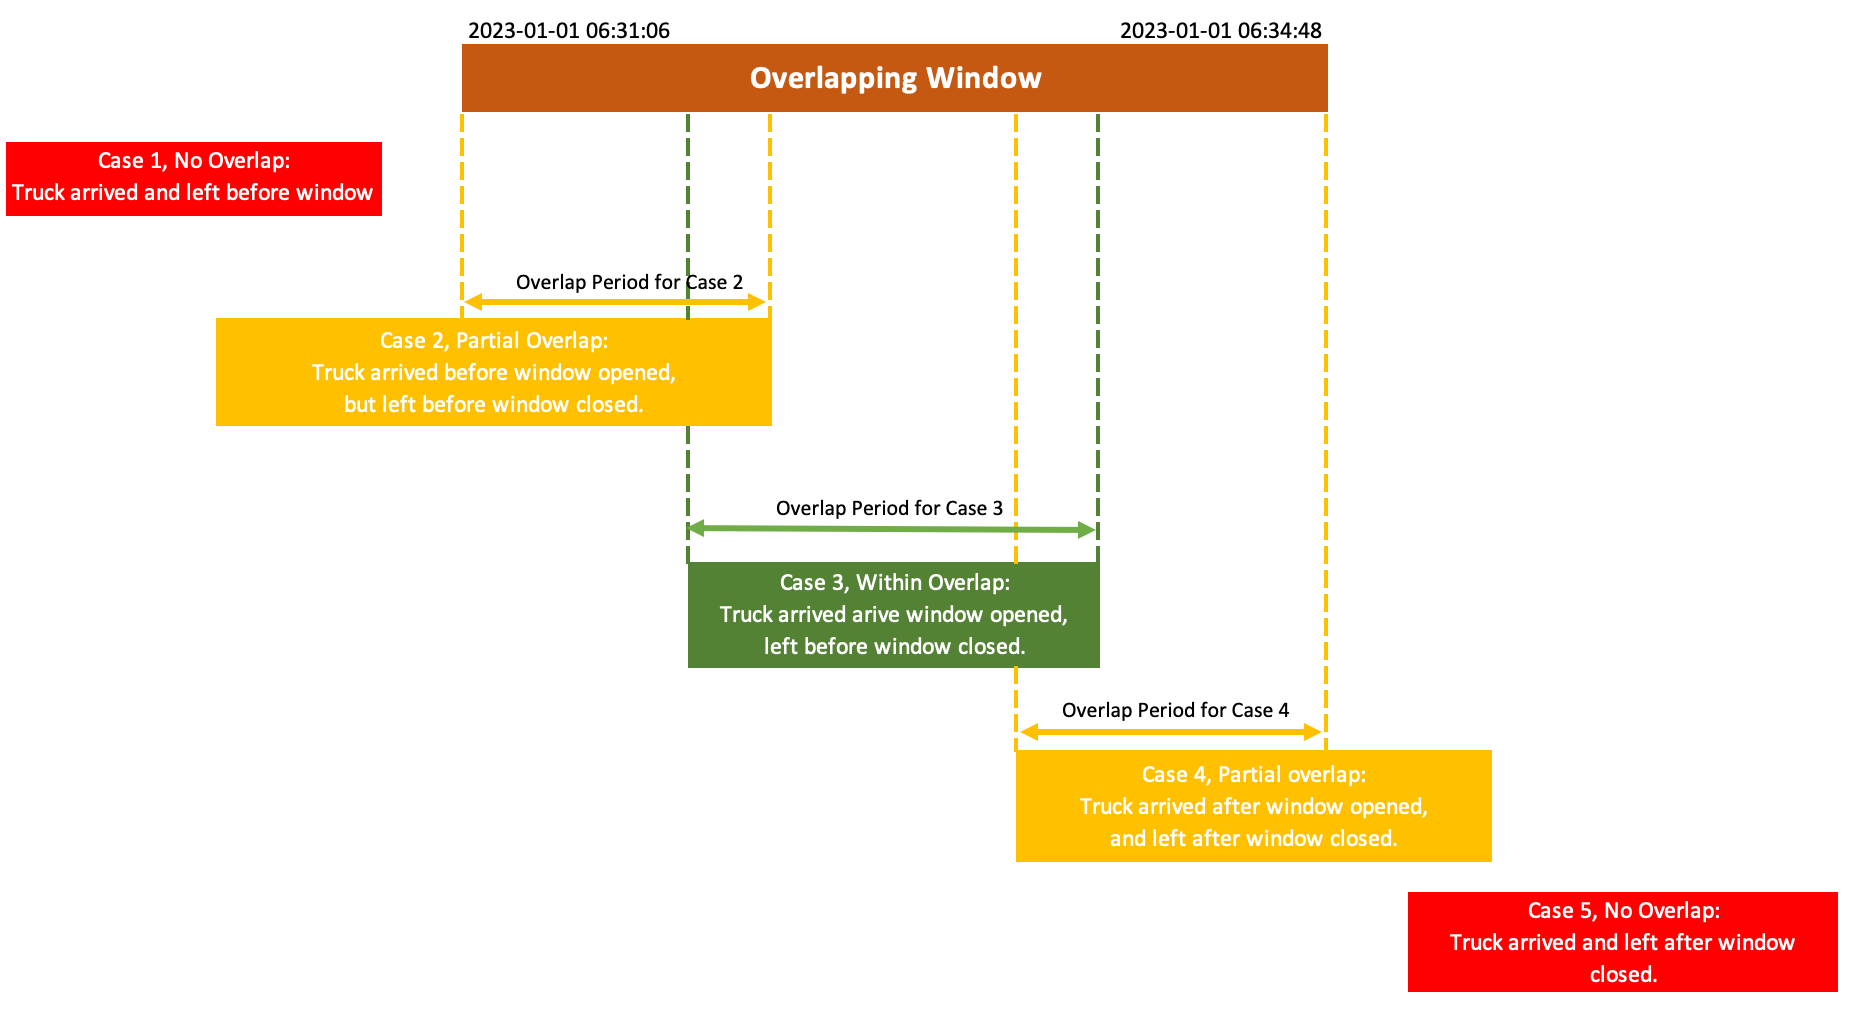 2023-01-01 06:31:06
2023-01-01 06:34:48
Overlapping Window
Case 1, No Overlap:
Truck arrived and left before window
Overlap Period for Case 2
Case 2, Partial Overlap:
Truck arrived before window opened,
but left before window closed.
Overlap Period for Case 3
Case 3, Within Overlap:
Truck arrived arive window opened,
left before window closed.
Overlap Period for Case 4
Case 4, Partial overlap:
Truck arrived after window opened,
and left after window closed.
Case 5, No Overlap:
Truck arrived and left after window
closed.